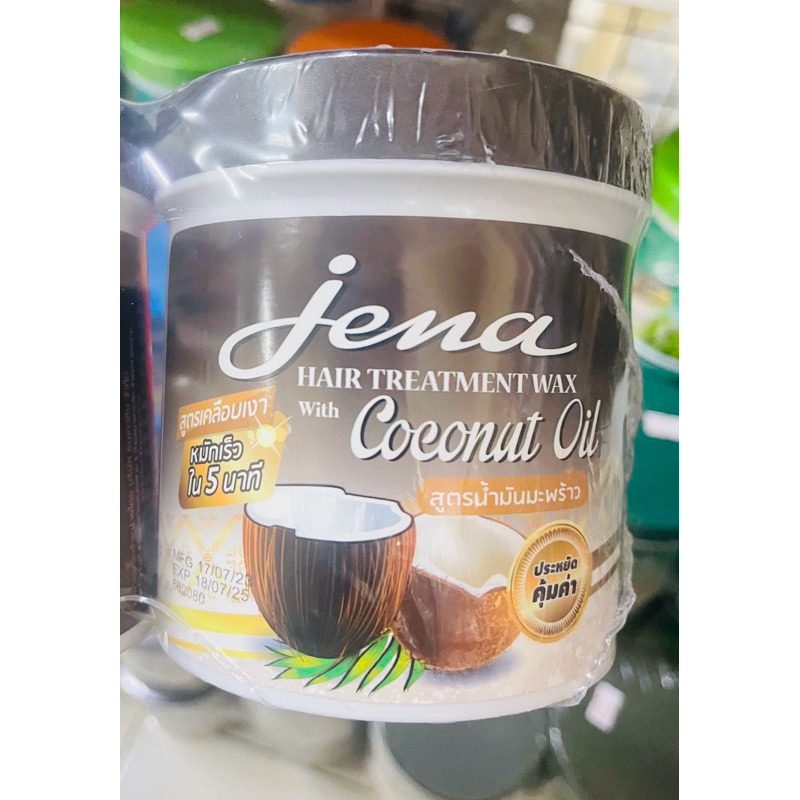 jena
HAIR TREATMENT WAX
With Coconut Oil
สูตรเคลือบเงา
หมักเร็ว
ใน 5 นาที
สูตรน้ำมันมะพร้าว
ประหยัด
คุ้มค่า
MFG 17/07/23
EXP 18/07/25
660080